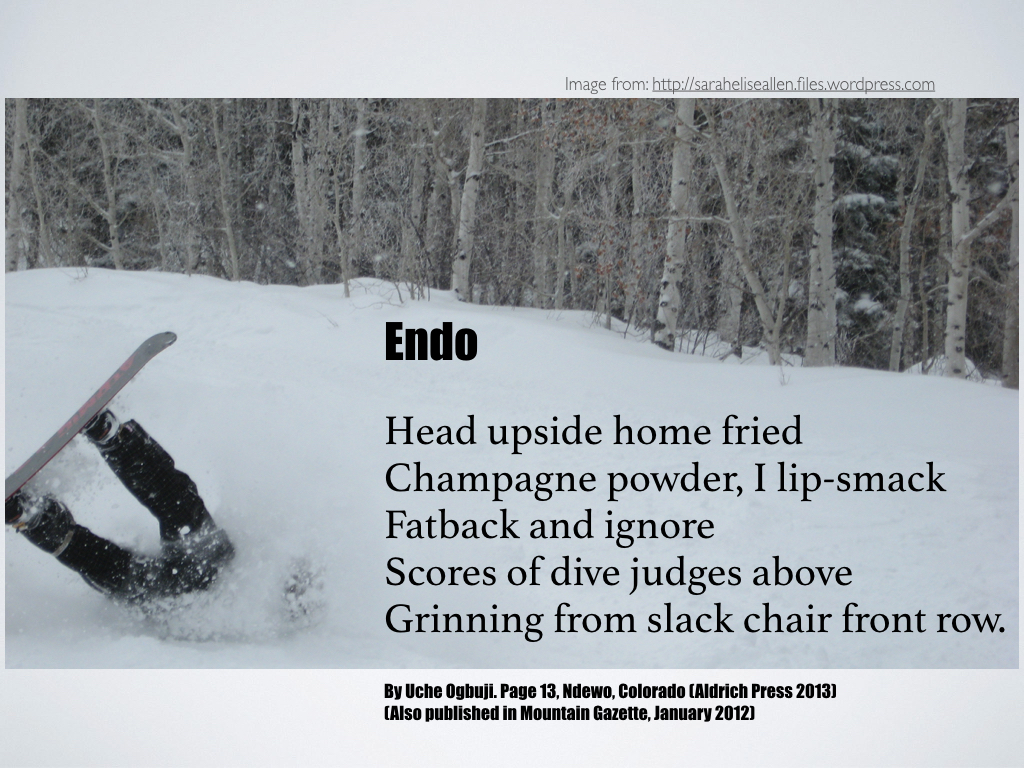 Image from: http://saraheliseallen.files.wordpress.com
Endo
Head upside home fried
Champagne powder, I lip-smack
Fatback and ignore
Scores of dive judges above
Grinning from slack chair front row.
By Uche Ogbuji. Page 13, Ndewo, Colorado (Aldrich Press 2013)
(Also published in Mountain Gazette, January 2012)